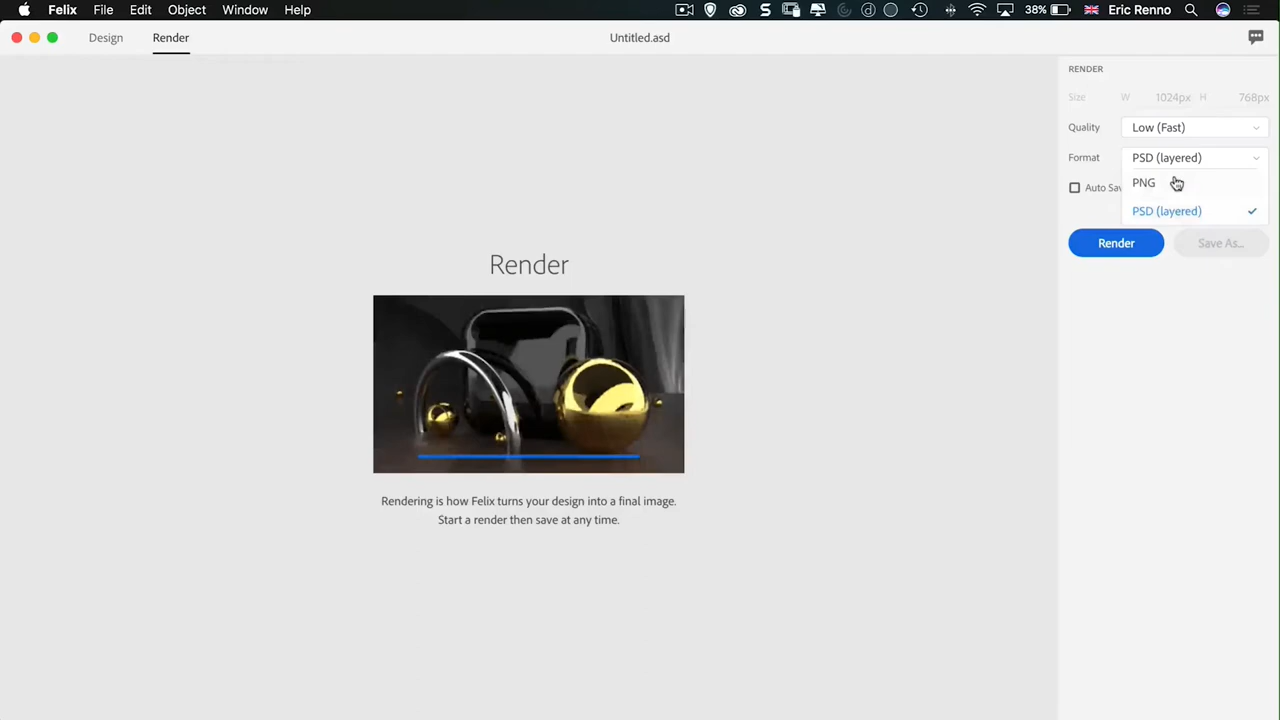 Felix File Edit Object Window Help 38% Eric Renno
Design Render Untitled.asd
RENDER
Size W 1024px H 768px
Quality Low (Fast)
Format PSD (layered)
PNG
Auto Sav
PSD (layered)
Render Save As...
Render
Rendering is how Felix turns your design into a final image.
Start a render then save at any time.